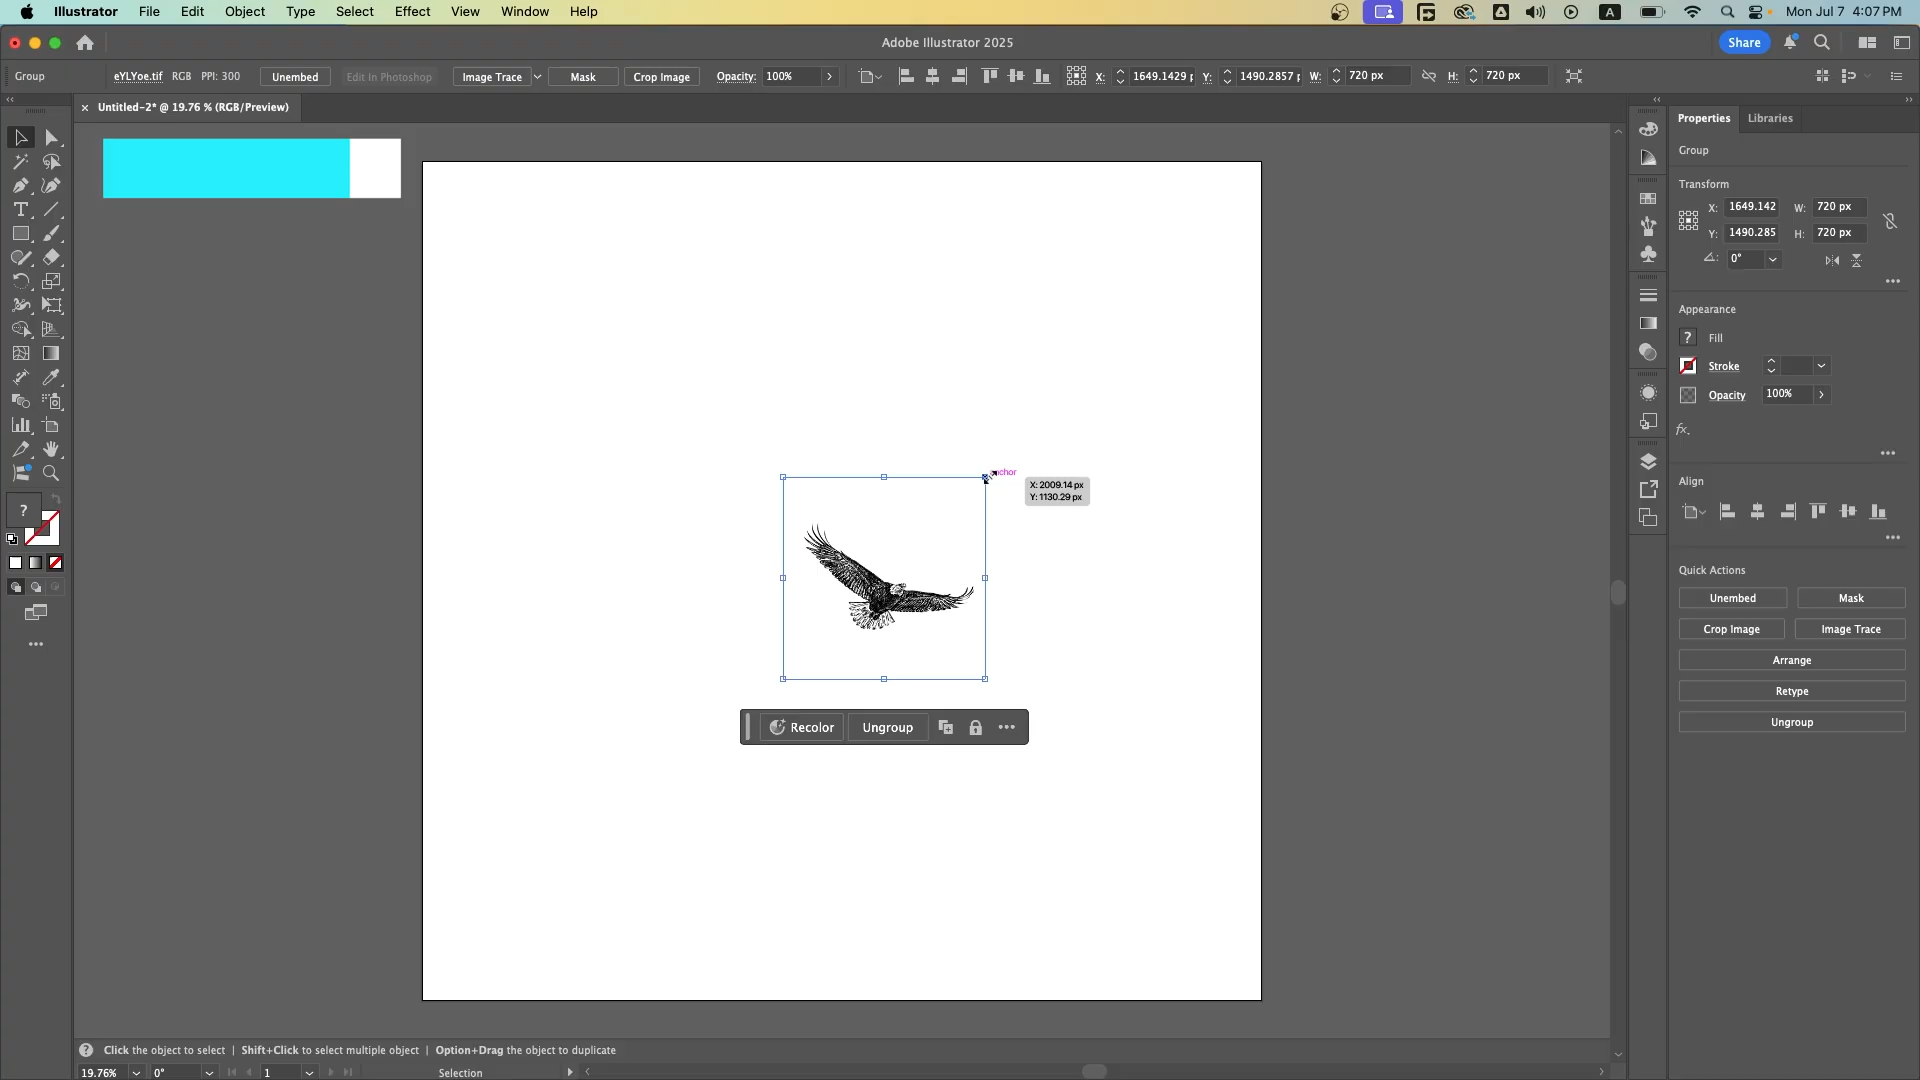 Illustrator File Edit Object Type Select Effect View Window Help A Mon Jul 7 4:07 PM
Adobe Illustrator 2025 Share
Group eYLYoe.tif RGB PPI: 300 Unembed Edit In Photoshop Image Trace Mask Crop Image Opacity: 100% X: 1649.1429 Y: 1490.2857 W: 720 px H: 720 px
Untitled-2* @ 19.76 % (RGB/Preview)
Properties Libraries
Group
Transform
X: 1649.142 W: 720 px
Y: 1490.285 H: 720 px
0°
Appearance
? Fill
Stroke
Opacity 100%
fx.
Align
Quick Actions
Unembed Mask
Crop Image Image Trace
Arrange
Retype
Ungroup
X: 2009.14 px
Y: 1130.29 px
Recolor Ungroup
?
? Click the object to select | Shift+Click to select multiple object | Option+Drag the object to duplicate
19.76% 0° 1 Selection